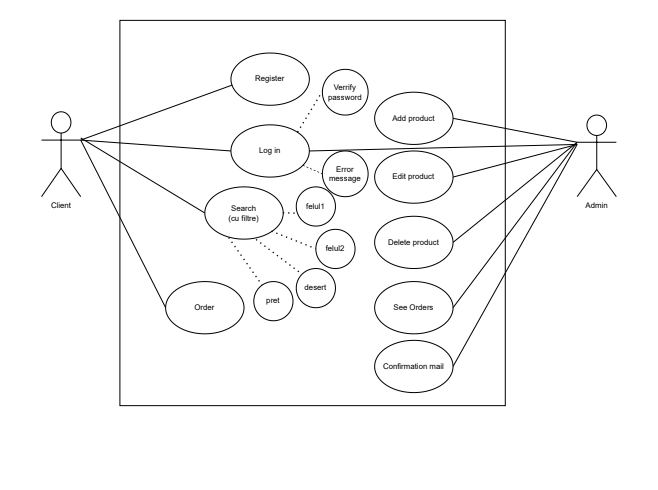 Register
Verrify
password
Add product
Log in
Error
message
Edit product
Client
Admin
Search
(cu filtre)
felul1
felul2
Delete product
desert
pret
Order
See Orders
Confirmation mail